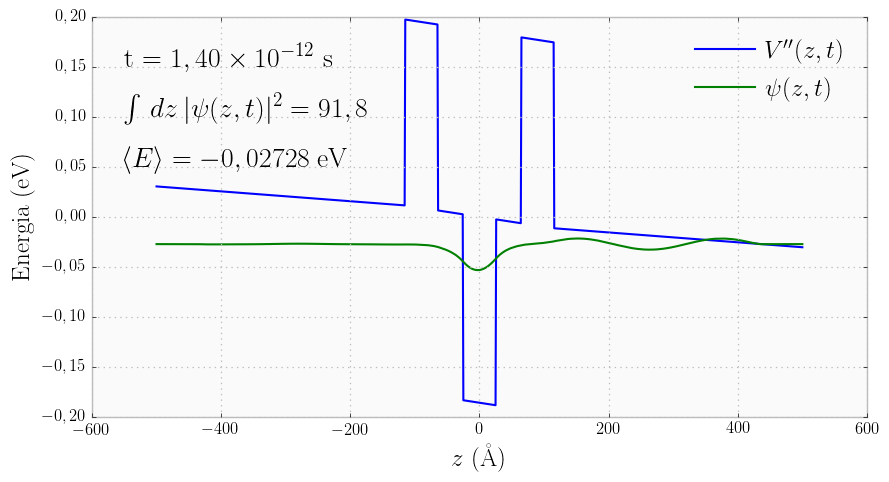 t = 1,40 × 10⁻¹² s
∫ dz |ψ(z,t)|² = 91,8
⟨E⟩ = −0,02728 eV
V''(z,t)
ψ(z,t)
Energia (eV)
0,20
0,15
0,10
0,05
0,00
−0,05
−0,10
−0,15
−0,20
−600 −400 −200 0 200 400 600
z (Å)